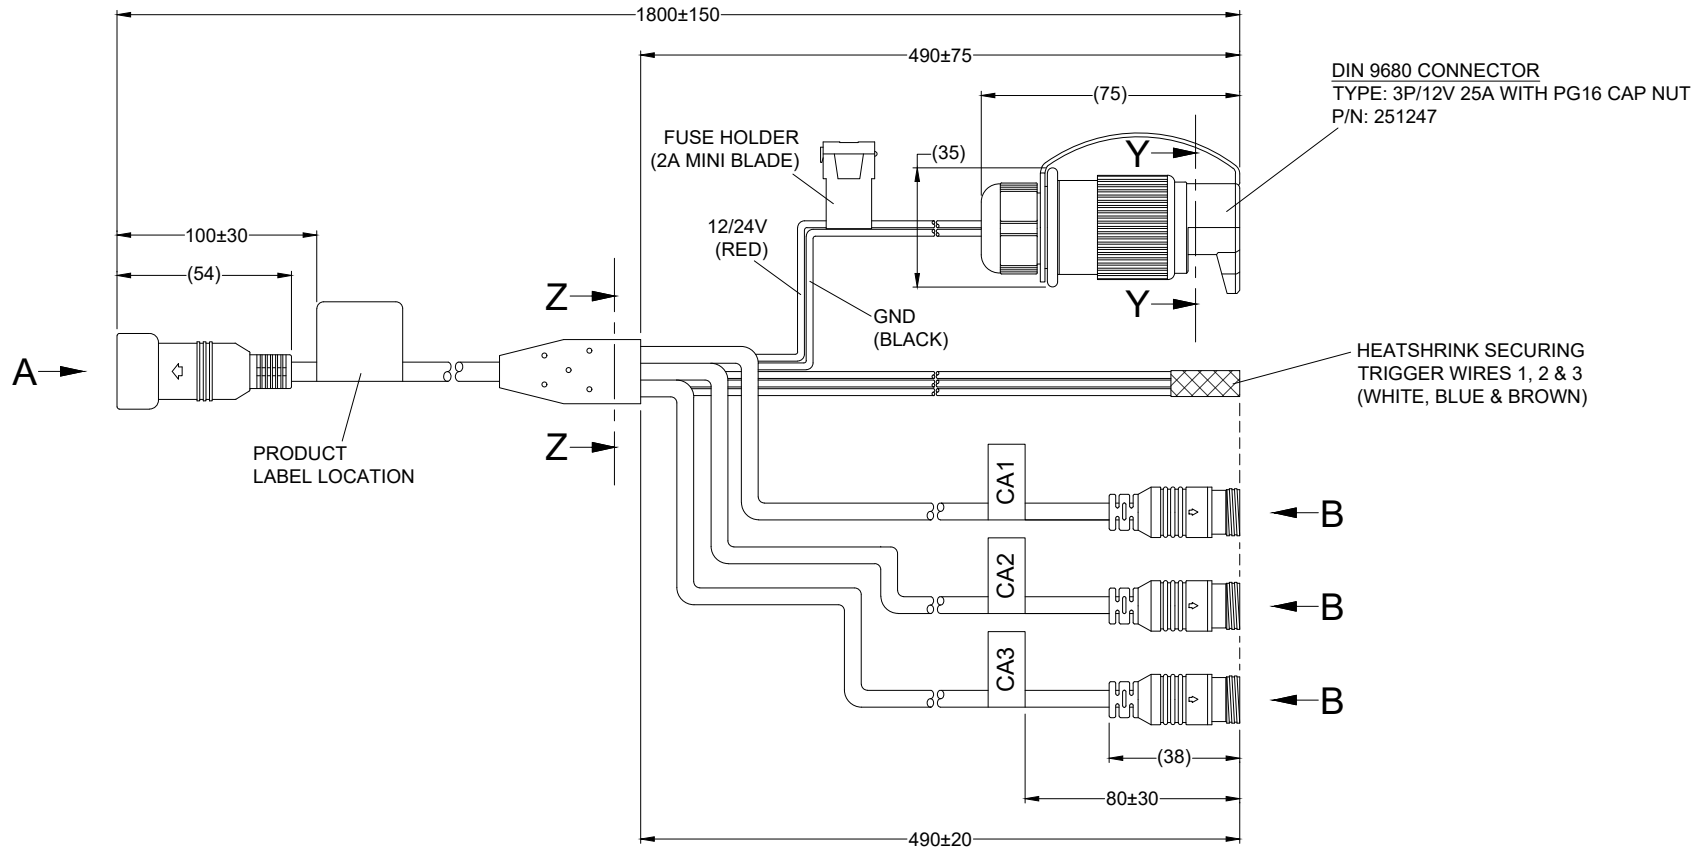 1800±150
490±75
DIN 9680 CONNECTOR
TYPE: 3P/12V 25A WITH PG16 CAP NUT
P/N: 251247
(75)
FUSE HOLDER
(2A MINI BLADE)
(35)
Y
12/24V
(RED)
100±30
(54)
Z
Y
GND
(BLACK)
A
HEATSHRINK SECURING
TRIGGER WIRES 1, 2 & 3
(WHITE, BLUE & BROWN)
Z
PRODUCT
LABEL LOCATION
CA1
B
CA2
B
CA3
B
(38)
80±30
490±20